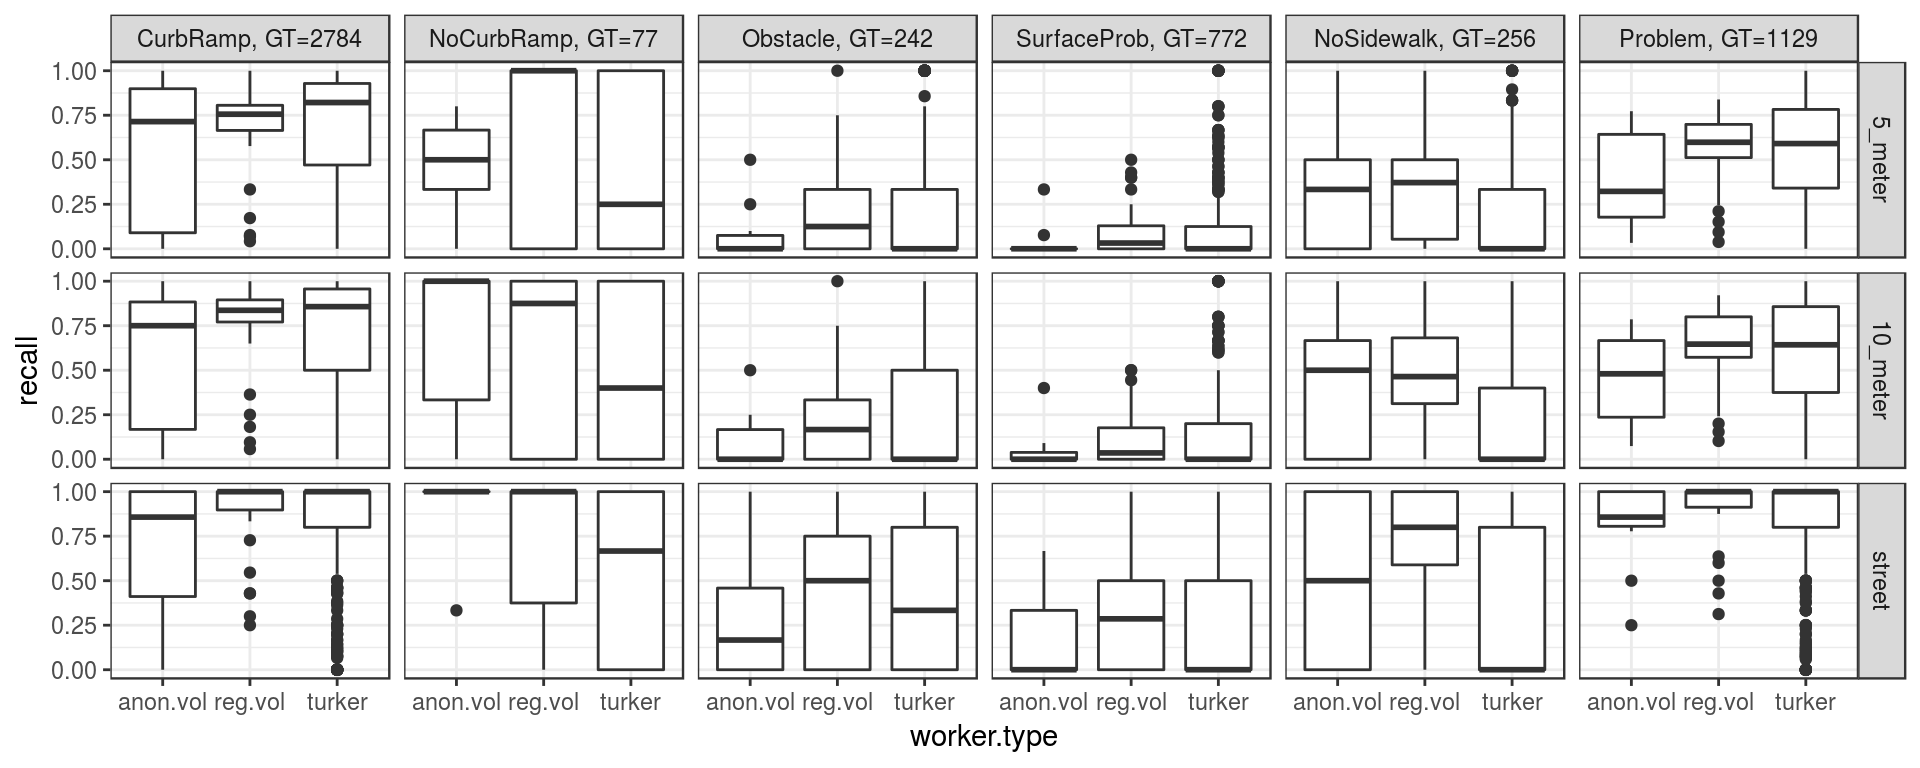 CurbRamp, GT=2784 NoCurbRamp, GT=77 Obstacle, GT=242 SurfaceProb, GT=772 NoSidewalk, GT=256 Problem, GT=1129
1.00
0.75
0.50
0.25
0.00
5_meter
1.00
0.75
0.50
0.25
0.00
10_meter
1.00
0.75
0.50
0.25
0.00
street
recall
anon.vol reg.vol turker anon.vol reg.vol turker anon.vol reg.vol turker anon.vol reg.vol turker anon.vol reg.vol turker anon.vol reg.vol turker
worker.type